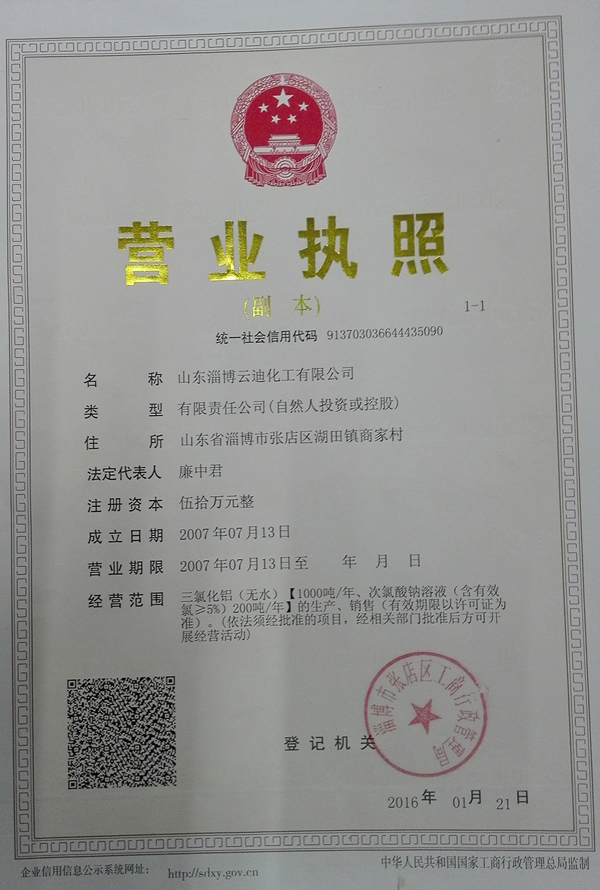 营业执照
(副 本)
1-1
统一社会信用代码 913703036644435090
名 称 山东淄博云迪化工有限公司
类 型 有限责任公司(自然人投资或控股)
住 所 山东省淄博市张店区湖田镇商家村
法定代表人 廉中君
注册资本 伍拾万元整
成立日期 2007年07月13日
营业期限 2007年07月13日至 年 月 日
经营范围 三氯化铝（无水）【1000吨/年、次氯酸钠溶液（含有效
氯≥5%）200吨/年】的生产、销售（有效期限以许可证为
准）。(依法须经批准的项目，经相关部门批准后方可开
展经营活动)
淄博市张店区工商行政管理局
登记机关
2016年 01月 21日
企业信用信息公示系统网址： http://sdxy.gov.cn
中华人民共和国国家工商行政管理总局监制